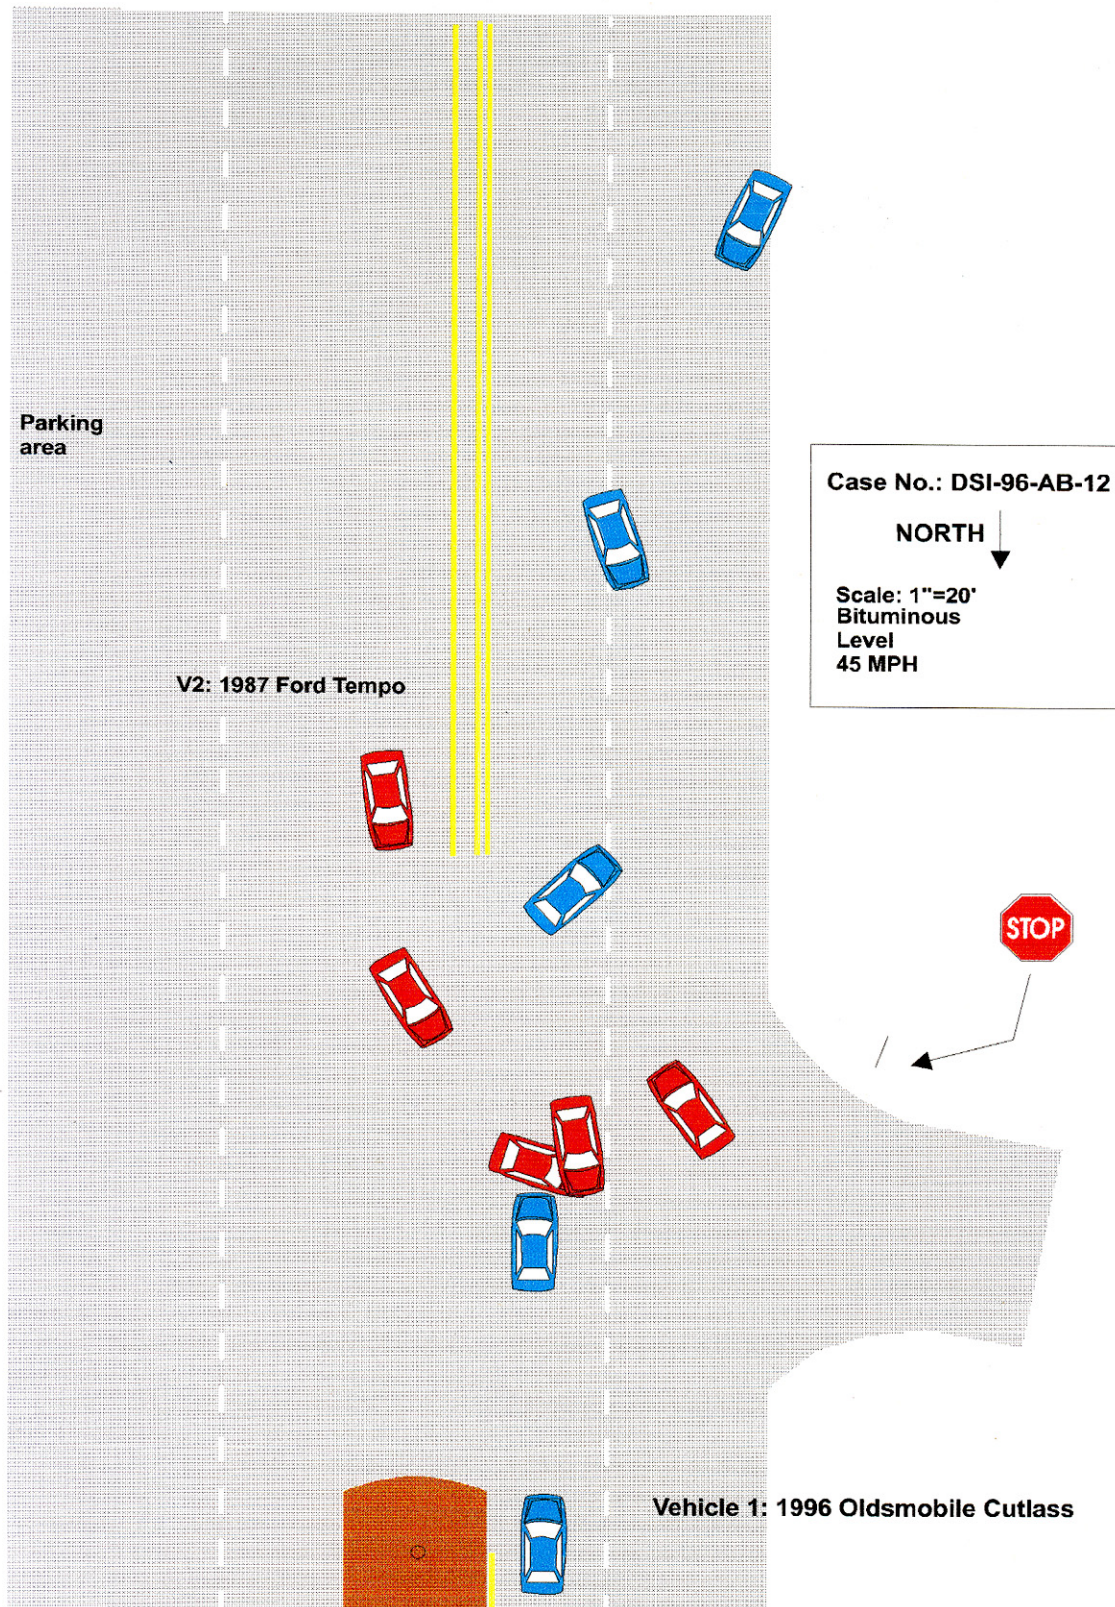 Parking
area
Case No.: DSI-96-AB-12
NORTH
Scale: 1"=20'
Bituminous
Level
45 MPH
V2: 1987 Ford Tempo
STOP
Vehicle 1: 1996 Oldsmobile Cutlass